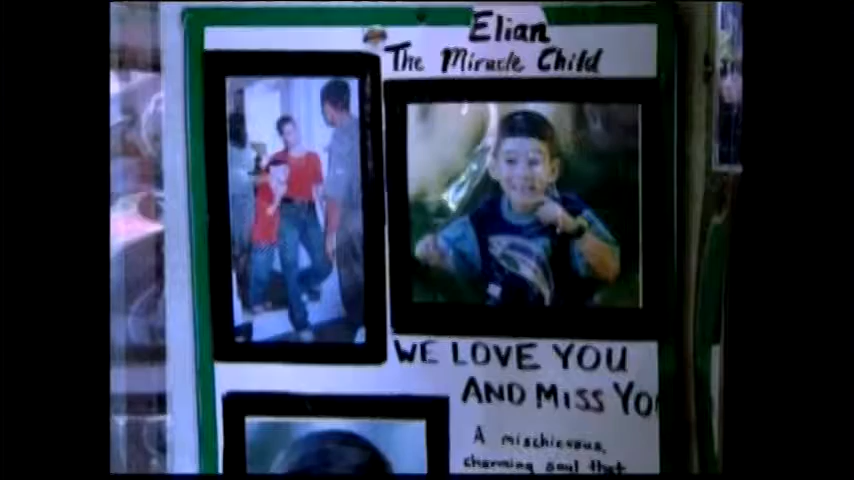 Elian
The Miracle Child
WE LOVE YOU
AND MISS YO
A mischievous,
charming soul that